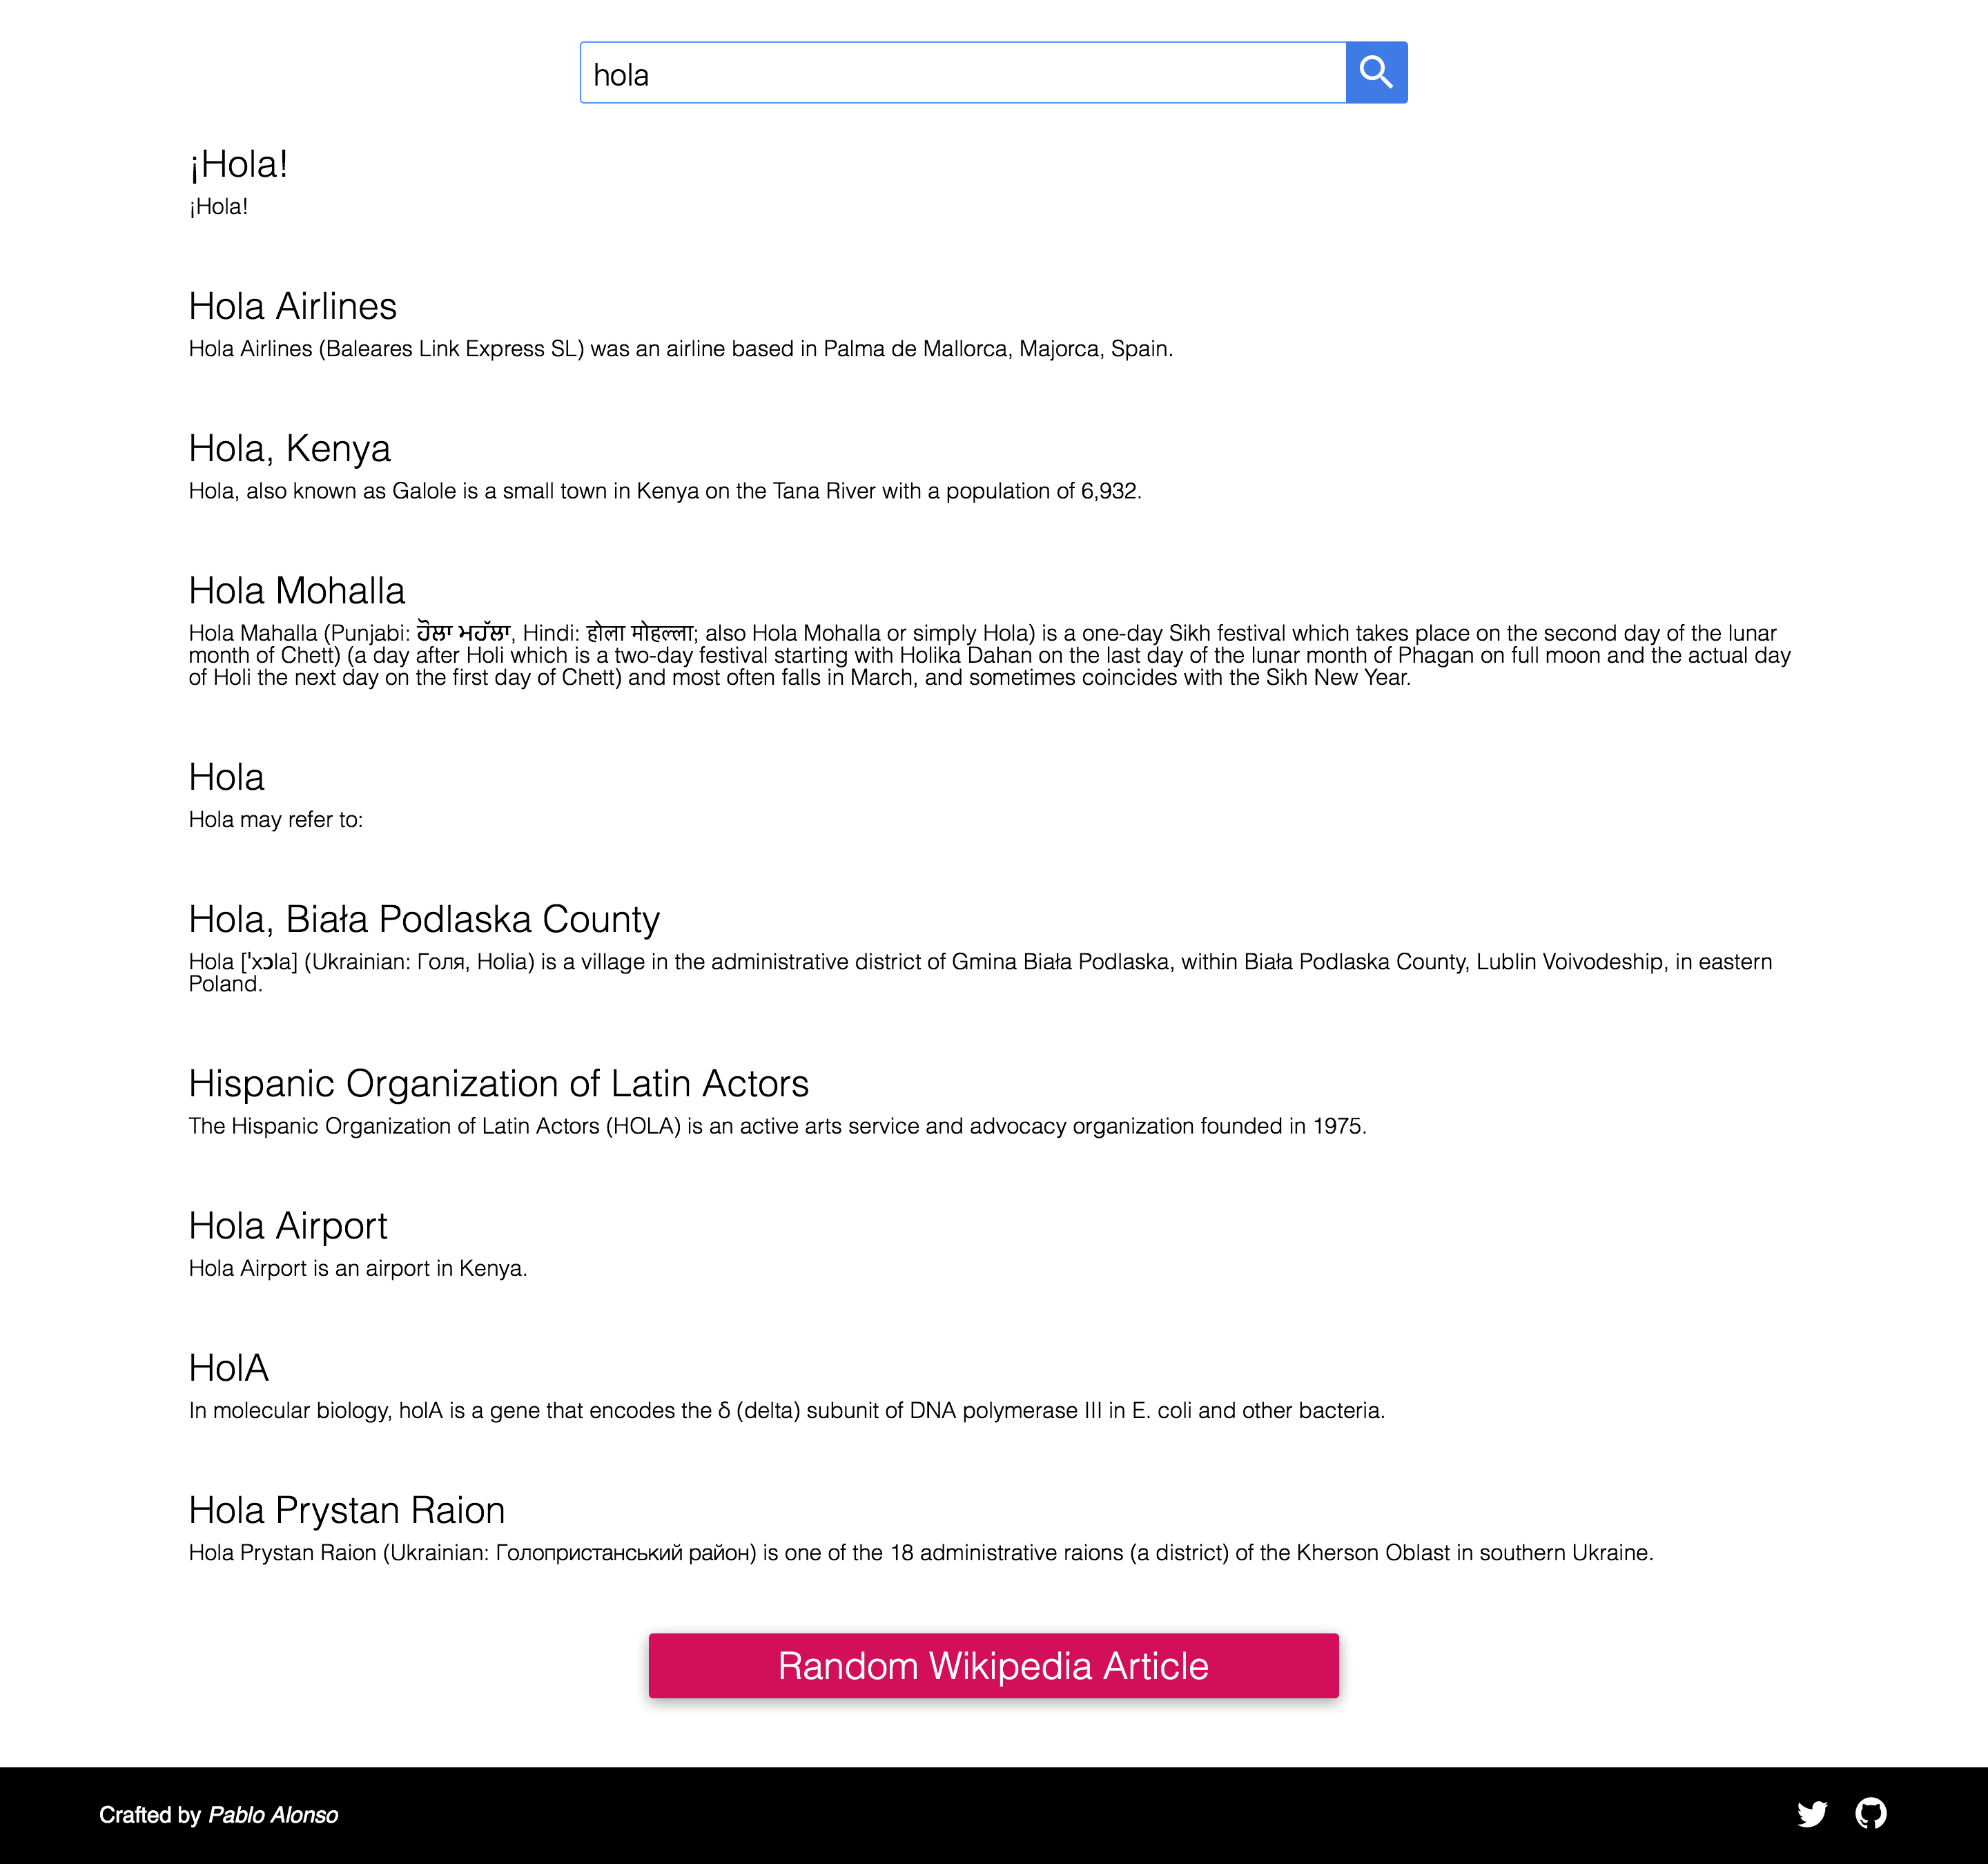 hola
¡Hola!
¡Hola!
Hola Airlines
Hola Airlines (Baleares Link Express SL) was an airline based in Palma de Mallorca, Majorca, Spain.
Hola, Kenya
Hola, also known as Galole is a small town in Kenya on the Tana River with a population of 6,932.
Hola Mohalla
Hola Mahalla (Punjabi: ਹੋਲਾ ਮਹੱਲਾ, Hindi: होला मोहल्ला; also Hola Mohalla or simply Hola) is a one-day Sikh festival which takes place on the second day of the lunar
month of Chett) (a day after Holi which is a two-day festival starting with Holika Dahan on the last day of the lunar month of Phagan on full moon and the actual day
of Holi the next day on the first day of Chett) and most often falls in March, and sometimes coincides with the Sikh New Year.
Hola
Hola may refer to:
Hola, Biała Podlaska County
Hola [ˈxɔla] (Ukrainian: Голя, Holia) is a village in the administrative district of Gmina Biała Podlaska, within Biała Podlaska County, Lublin Voivodeship, in eastern
Poland.
Hispanic Organization of Latin Actors
The Hispanic Organization of Latin Actors (HOLA) is an active arts service and advocacy organization founded in 1975.
Hola Airport
Hola Airport is an airport in Kenya.
HolA
In molecular biology, holA is a gene that encodes the δ (delta) subunit of DNA polymerase III in E. coli and other bacteria.
Hola Prystan Raion
Hola Prystan Raion (Ukrainian: Голопристанський район) is one of the 18 administrative raions (a district) of the Kherson Oblast in southern Ukraine.
Random Wikipedia Article
Crafted by Pablo Alonso